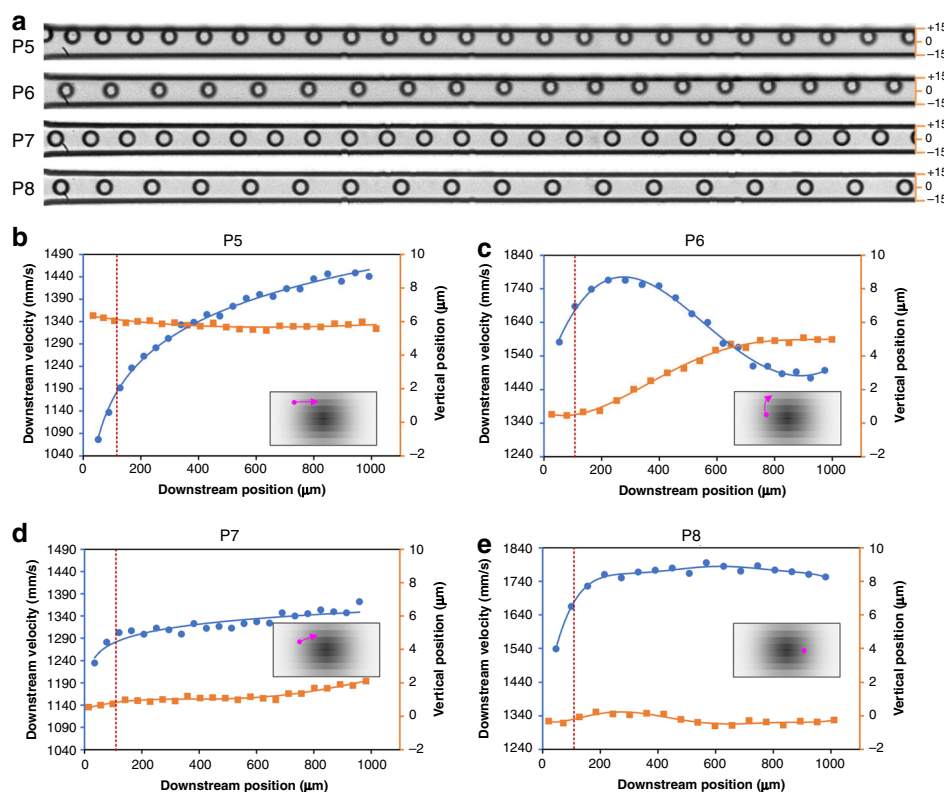 a
P5
+15
0
−15
P6
+15
0
−15
P7
+15
0
−15
P8
+15
0
−15
b
P5
1490
1440
1390
1340
1290
1240
1190
1140
1090
1040
Downstream velocity (mm/s)
10
8
6
4
2
0
−2
Vertical position (µm)
0 200 400 600 800 1000
Downstream position (µm)
c
P6
1840
1740
1640
1540
1440
1340
1240
Downstream velocity (mm/s)
10
8
6
4
2
0
−2
Vertical position (µm)
0 200 400 600 800 1000
Downstream position (µm)
d
P7
1490
1440
1390
1340
1290
1240
1190
1140
1090
1040
Downstream velocity (mm/s)
10
8
6
4
2
0
−2
Vertical position (µm)
0 200 400 600 800 1000
Downstream position (µm)
e
P8
1840
1740
1640
1540
1440
1340
1240
Downstream velocity (mm/s)
10
8
6
4
2
0
−2
Vertical position (µm)
0 200 400 600 800 1000
Downstream position (µm)